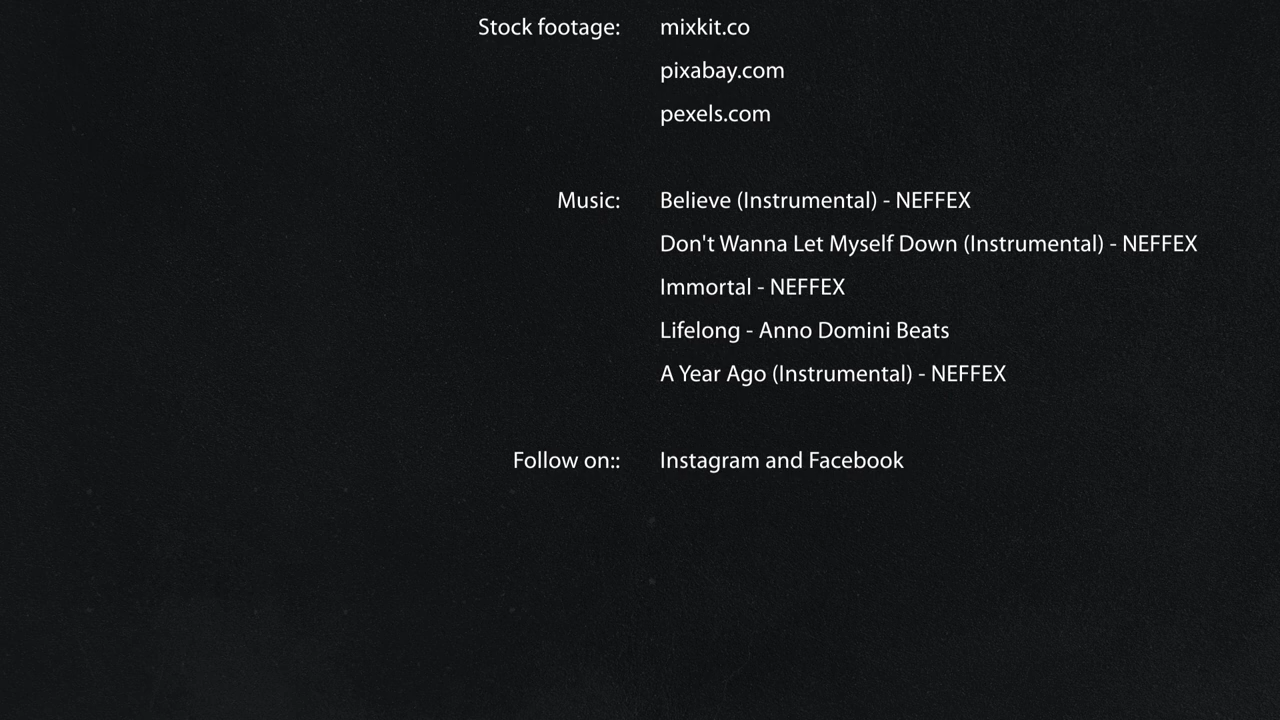 Stock footage: mixkit.co
pixabay.com
pexels.com
Music: Believe (Instrumental) - NEFFEX
Don't Wanna Let Myself Down (Instrumental) - NEFFEX
Immortal - NEFFEX
Lifelong - Anno Domini Beats
A Year Ago (Instrumental) - NEFFEX
Follow on:: Instagram and Facebook